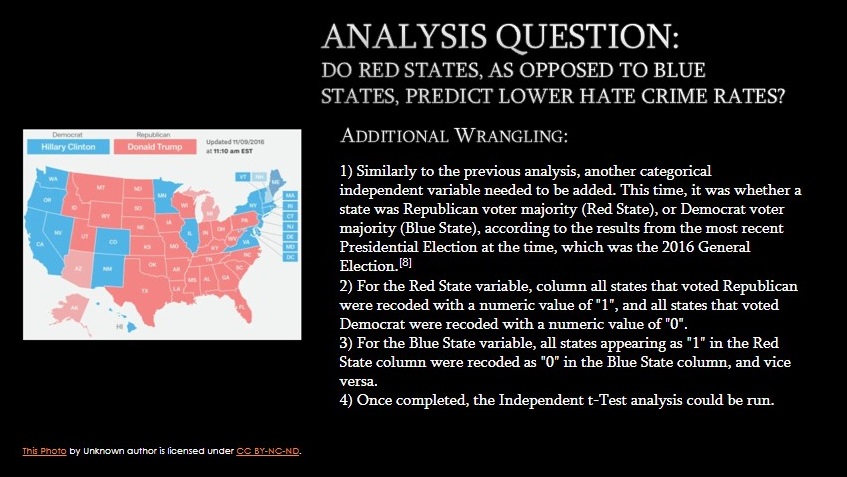 ANALYSIS QUESTION:
DO RED STATES, AS OPPOSED TO BLUE
STATES, PREDICT LOWER HATE CRIME RATES?
Democrat
Republican
Hillary Clinton
Donald Trump
Updated 11/09/2016
at 11:10 am EST
WA
MT
ND
MN
VT
NH
ME
OR
ID
SD
WI
MI
NY
MA
RI
CT
NJ
DE
MD
DC
WY
IA
PA
NV
NE
IL
IN
OH
CA
UT
CO
KS
MO
WV
VA
KY
AZ
NM
OK
AR
TN
NC
SC
MS
AL
GA
TX
LA
FL
AK
HI
ADDITIONAL WRANGLING:
1) Similarly to the previous analysis, another categorical
independent variable needed to be added. This time, it was whether a
state was Republican voter majority (Red State), or Democrat voter
majority (Blue State), according to the results from the most recent
Presidential Election at the time, which was the 2016 General
Election.[8]
2) For the Red State variable, column all states that voted Republican
were recoded with a numeric value of "1", and all states that voted
Democrat were recoded with a numeric value of "0".
3) For the Blue State variable, all states appearing as "1" in the Red
State column were recoded as "0" in the Blue State column, and vice
versa.
4) Once completed, the Independent t-Test analysis could be run.
This Photo by Unknown author is licensed under CC BY-NC-ND.